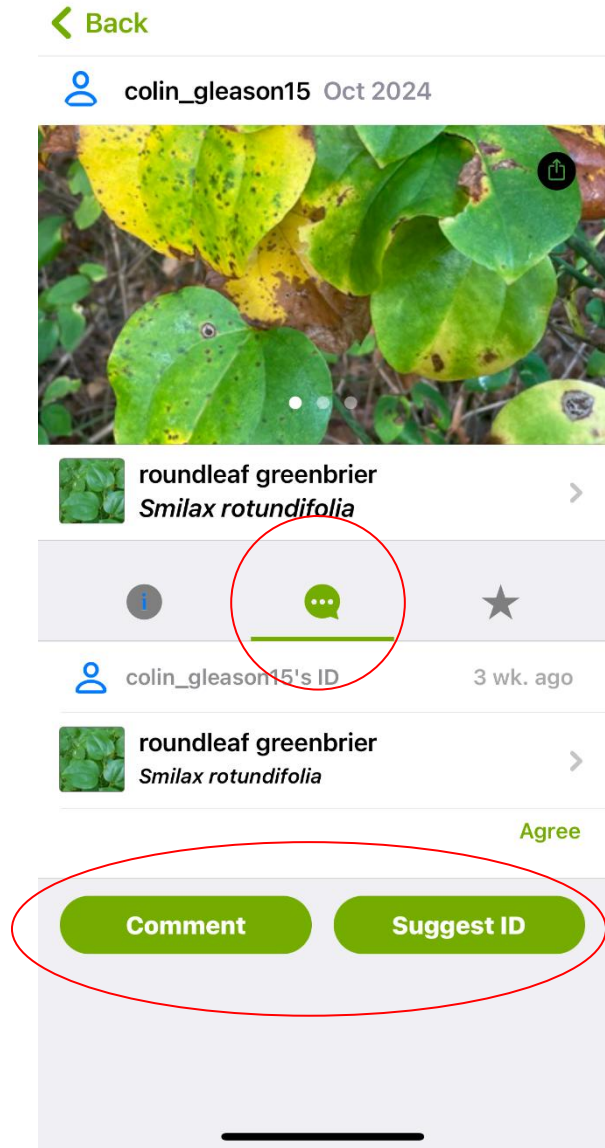 Back
colin_gleason15 Oct 2024
roundleaf greenbrier
Smilax rotundifolia
i
colin_gleason15's ID 3 wk. ago
roundleaf greenbrier
Smilax rotundifolia
Agree
Comment Suggest ID